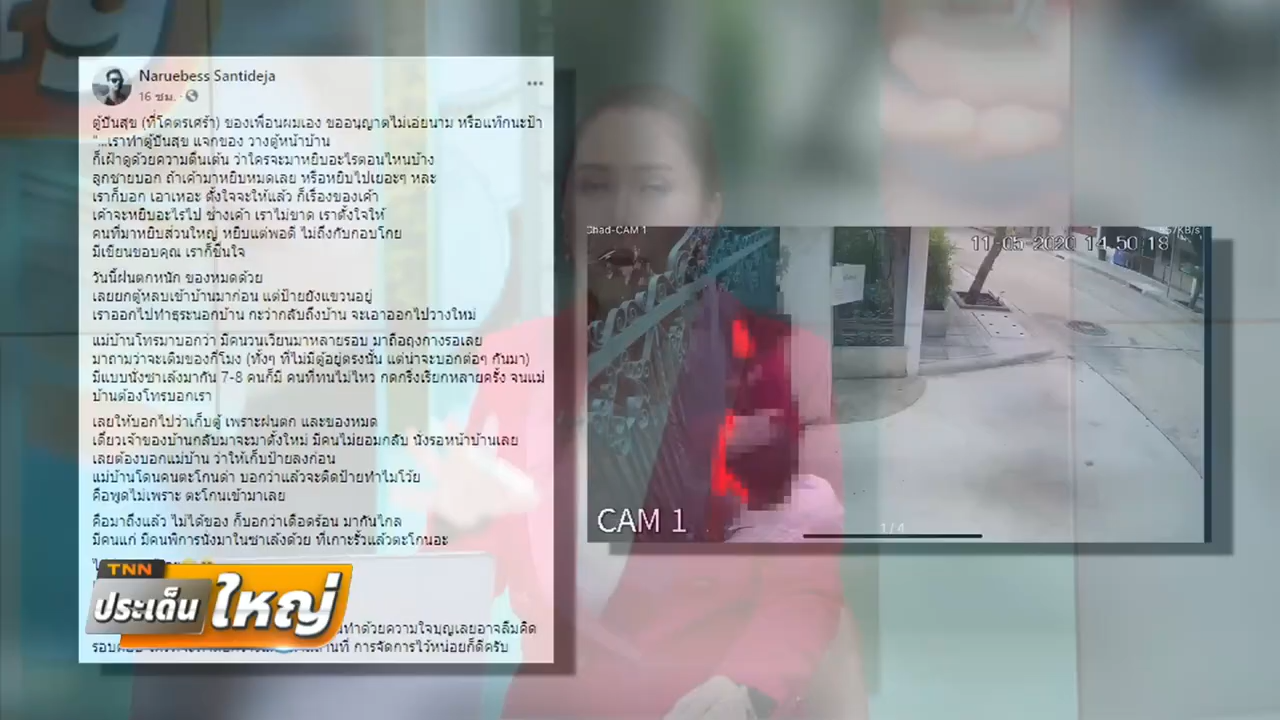 Naruebess Santideja
16 ชม.
ตู้ปันสุข (ที่โคตรเศร้า) ของเพื่อนผมเอง ขออนุญาตไม่เอ่ยนาม หรือแท็กนะป้า
"...เราทำตู้ปันสุข แจกของ วางตู้หน้าบ้าน
ก็เฝ้าดูด้วยความตื่นเต้น ว่าใครจะมาหยิบอะไรตอนไหนบ้าง
ลูกชายบอก ถ้าเค้ามาหยิบหมดเลย หรือหยิบไปเยอะๆ หละ
เราก็บอก เอาเหอะ ตั้งใจจะให้แล้ว ก็เรื่องของเค้า
เค้าจะหยิบอะไรไป ช่างเค้า เราไม่ขาด เราตั้งใจให้
คนที่มาหยิบส่วนใหญ่ หยิบแต่พอดี ไม่ถึงกับกอบโกย
มีเขียนขอบคุณ เราก็ชื่นใจ
วันนี้ฝนตกหนัก ของหมดด้วย
เลยยกตู้หลบเข้าบ้านมาก่อน แต่ป้ายยังแขวนอยู่
เราออกไปทำธุระนอกบ้าน กะว่ากลับถึงบ้าน จะเอาออกไปวางใหม่
แม่บ้านโทรมาบอกว่า มีคนวนเวียนมาหลายรอบ มาถือถุงกางรอเลย
มาถามว่าจะเติมของกี่โมง (ทั้งๆ ที่ไม่มีตู้อยู่ตรงนั้น แต่น่าจะบอกต่อๆ กันมา)
มีแบบนั่งซาเล้งมากัน 7-8 คนก็มี คนที่ทนไม่ไหว กดกริ่งเรียกหลายครั้ง จนแม่
บ้านต้องโทรบอกเรา
เลยให้บอกไปว่าเก็บตู้ เพราะฝนตก และของหมด
เดี๋ยวเจ้าของบ้านกลับมาจะมาตั้งใหม่ มีคนไม่ยอมกลับ นั่งรอหน้าบ้านเลย
เลยต้องบอกแม่บ้าน ว่าให้เก็บป้ายลงก่อน
แม่บ้านโดนคนตะโกนด่า บอกว่าแล้วจะติดป้ายทำไมโว้ย
คือพูดไม่เพราะ ตะโกนเข้ามาเลย
คือมาถึงแล้ว ไม่ได้ของ ก็บอกว่าเดือดร้อน มากันไกล
มีคนแก่ มีคนพิการนั่งมาในซาเล้งด้วย ที่เกาะรั้วแล้วตะโกนอะ
ทำด้วยความใจบุญเลยอาจลืมคิด
การจัดการไว้หน่อยก็ดีครับ
TNN
ประเด็น ใหญ่
CAM 1
11-05-2020 14 50 18
CAM 1
1/4